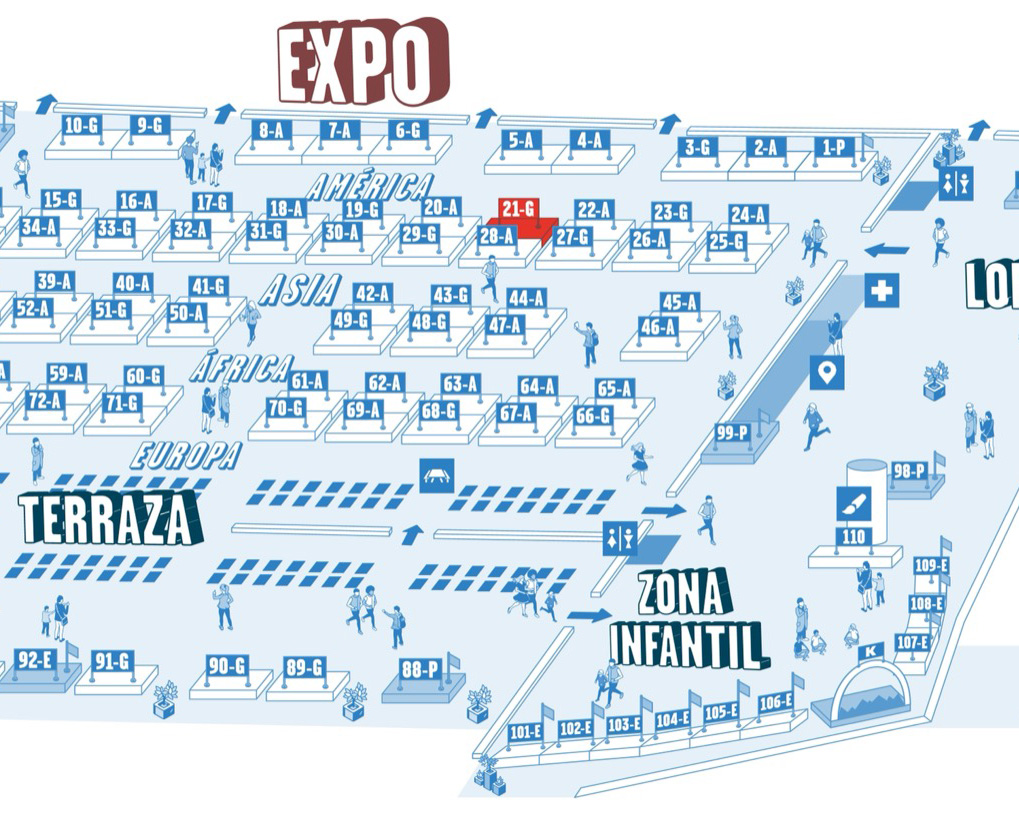 EXPO
10-G 9-G 8-A 7-A 6-G 5-A 4-A 3-G 2-A 1-P
AMÉRICA
15-G 16-A 17-G 18-A 19-G 20-A 21-G 22-A 23-G 24-A
34-A 33-G 32-A 31-G 30-A 29-G 28-A 27-G 26-A 25-G
ASIA
39-A 40-A 41-G 42-A 43-G 44-A 45-A
52-A 51-G 50-A 49-G 48-G 47-A 46-A
ÁFRICA
59-A 60-G 61-A 62-A 63-A 64-A 65-A
72-A 71-G 70-G 69-A 68-G 67-A 66-G
99-P
EUROPA
98-P
TERRAZA
110
109-E
ZONA
INFANTIL
108-E
107-E
K
92-E 91-G 90-G 89-G 88-P
101-E 102-E 103-E 104-E 105-E 106-E